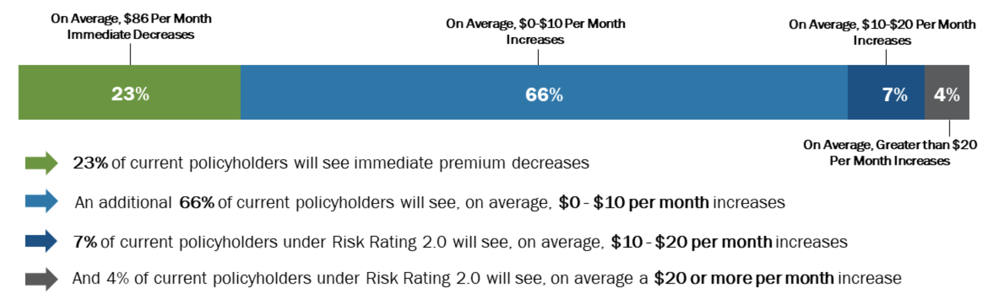 On Average, $86 Per Month
Immediate Decreases
On Average, $0-$10 Per Month
Increases
On Average, $10-$20 Per Month
Increases
23%
66%
7%
4%
On Average, Greater than $20
Per Month Increases
23% of current policyholders will see immediate premium decreases
An additional 66% of current policyholders will see, on average, $0 - $10 per month increases
7% of current policyholders under Risk Rating 2.0 will see, on average, $10 - $20 per month increases
And 4% of current policyholders under Risk Rating 2.0 will see, on average a $20 or more per month increase